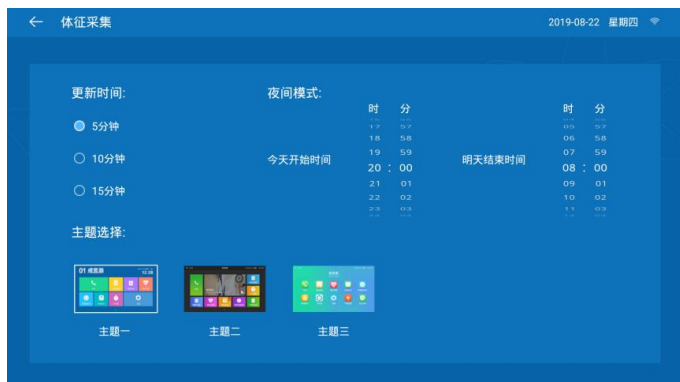 体征采集
2019-08-22 星期四
更新时间:
夜间模式:
5分钟
10分钟
15分钟
时 分
17 57
18 58
19 59
今天开始时间
20 : 00
21 01
22 02
23 03
时 分
05 57
06 58
07 59
明天结束时间
08 : 00
09 01
10 02
11 03
主题选择:
主题一
主题二
主题三